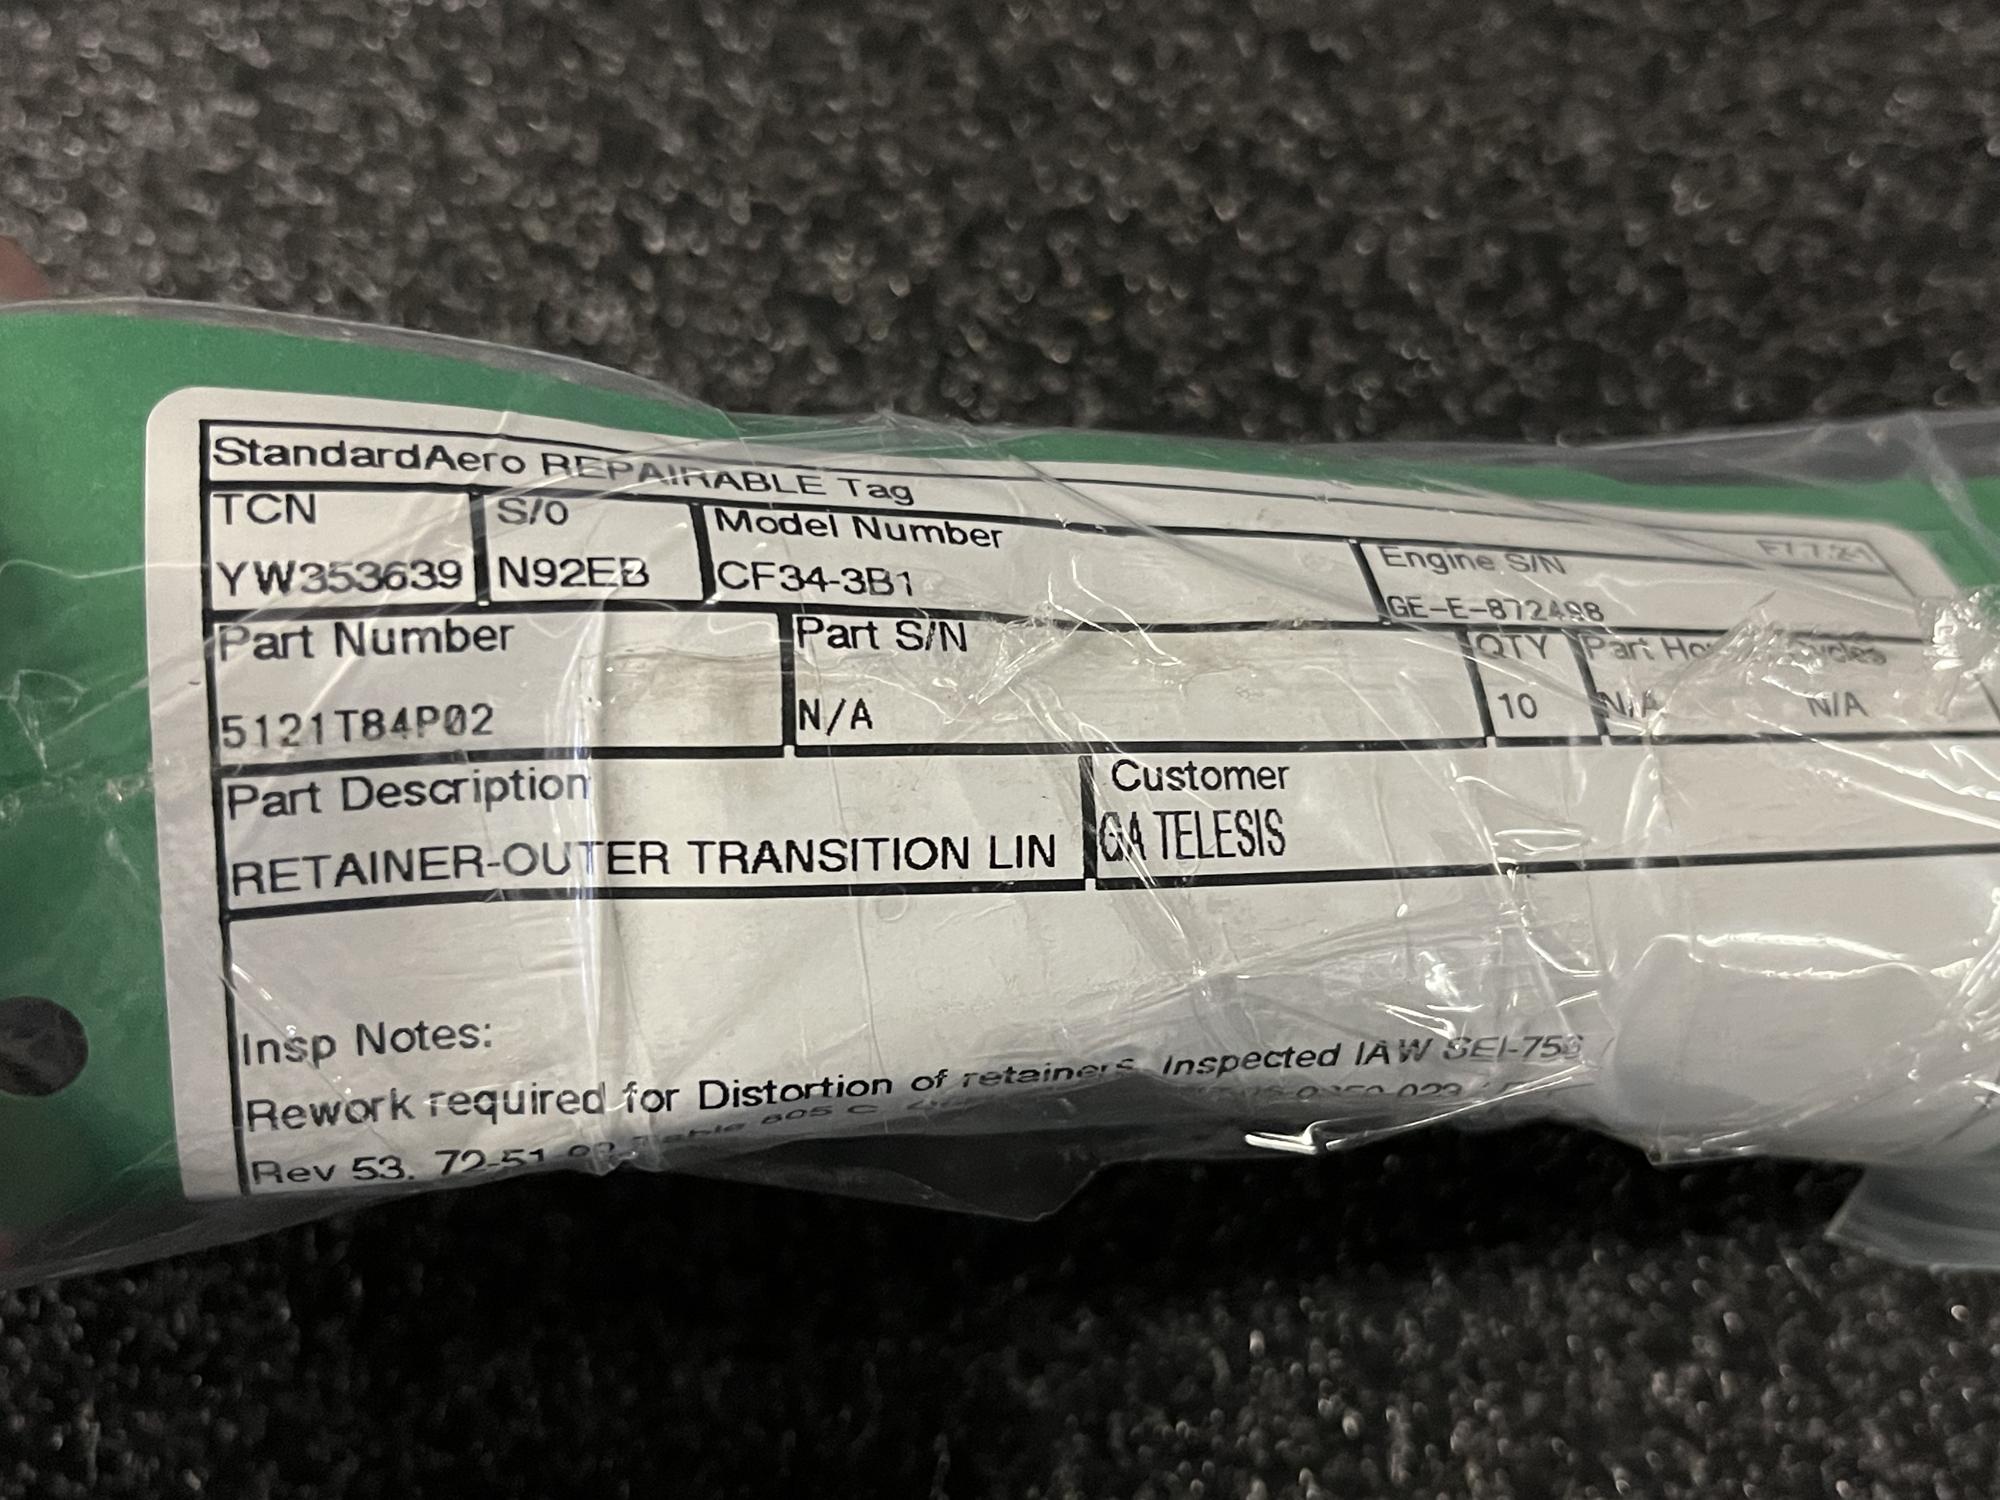 StandardAero REPAIRABLE Tag
TCN S/O Model Number Engine S/N
YW353639 N92EB CF34-3B1 GE-E-872498
Part Number Part S/N QTY Part
5121T84P02 N/A 10 N/A N/A
Part Description Customer
RETAINER-OUTER TRANSITION LIN GA TELESIS
Insp Notes:
Rework required for Distortion of retainers. Inspected IAW
Rev 53.